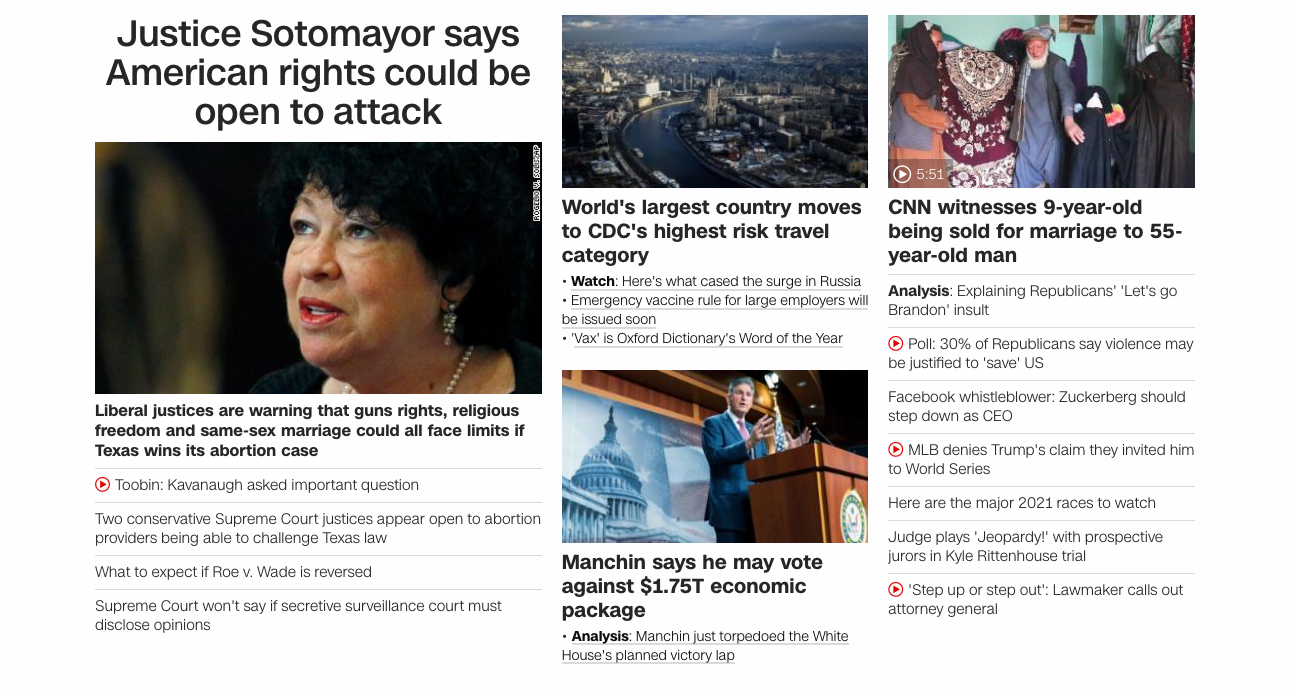 Justice Sotomayor says
American rights could be
open to attack
ROGELIO V. SOLIS/AP
Liberal justices are warning that guns rights, religious
freedom and same-sex marriage could all face limits if
Texas wins its abortion case
Toobin: Kavanaugh asked important question
Two conservative Supreme Court justices appear open to abortion
providers being able to challenge Texas law
What to expect if Roe v. Wade is reversed
Supreme Court won't say if secretive surveillance court must
disclose opinions
World's largest country moves
to CDC's highest risk travel
category
• Watch: Here's what cased the surge in Russia
• Emergency vaccine rule for large employers will
be issued soon
• 'Vax' is Oxford Dictionary's Word of the Year
Manchin says he may vote
against $1.75T economic
package
• Analysis: Manchin just torpedoed the White
House's planned victory lap
5:51
CNN witnesses 9-year-old
being sold for marriage to 55-
year-old man
Analysis: Explaining Republicans' 'Let's go
Brandon' insult
Poll: 30% of Republicans say violence may
be justified to 'save' US
Facebook whistleblower: Zuckerberg should
step down as CEO
MLB denies Trump's claim they invited him
to World Series
Here are the major 2021 races to watch
Judge plays 'Jeopardy!' with prospective
jurors in Kyle Rittenhouse trial
'Step up or step out': Lawmaker calls out
attorney general